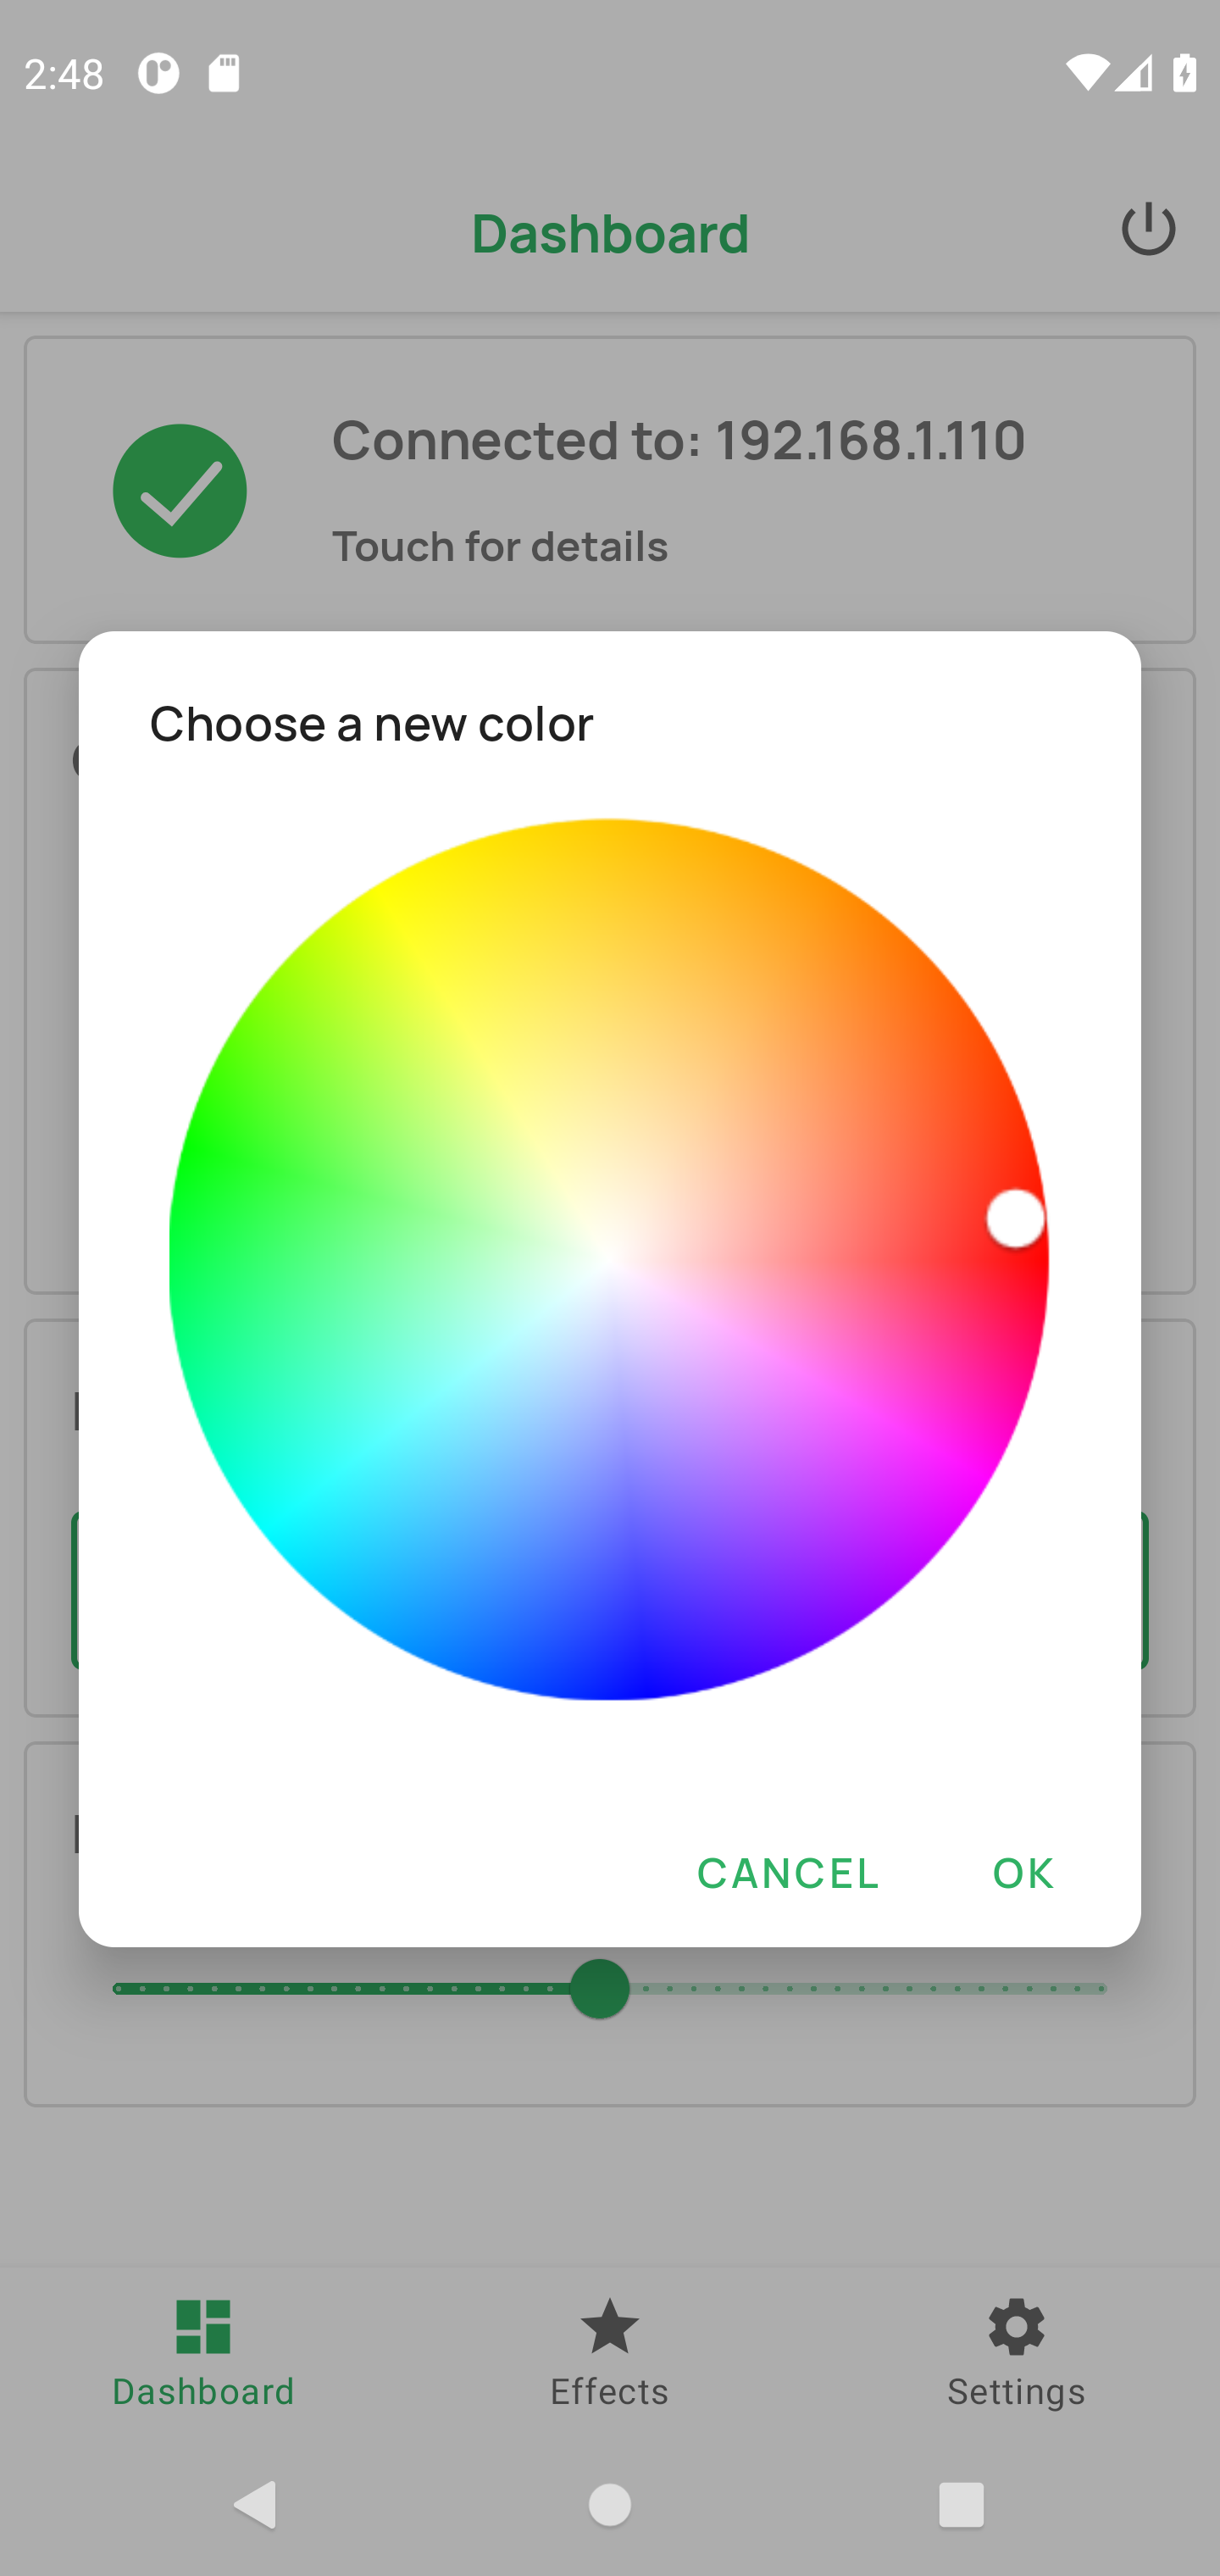 2:48
Dashboard
Connected to: 192.168.1.110
Touch for details
Choose a new color
CANCEL
OK
Dashboard
Effects
Settings